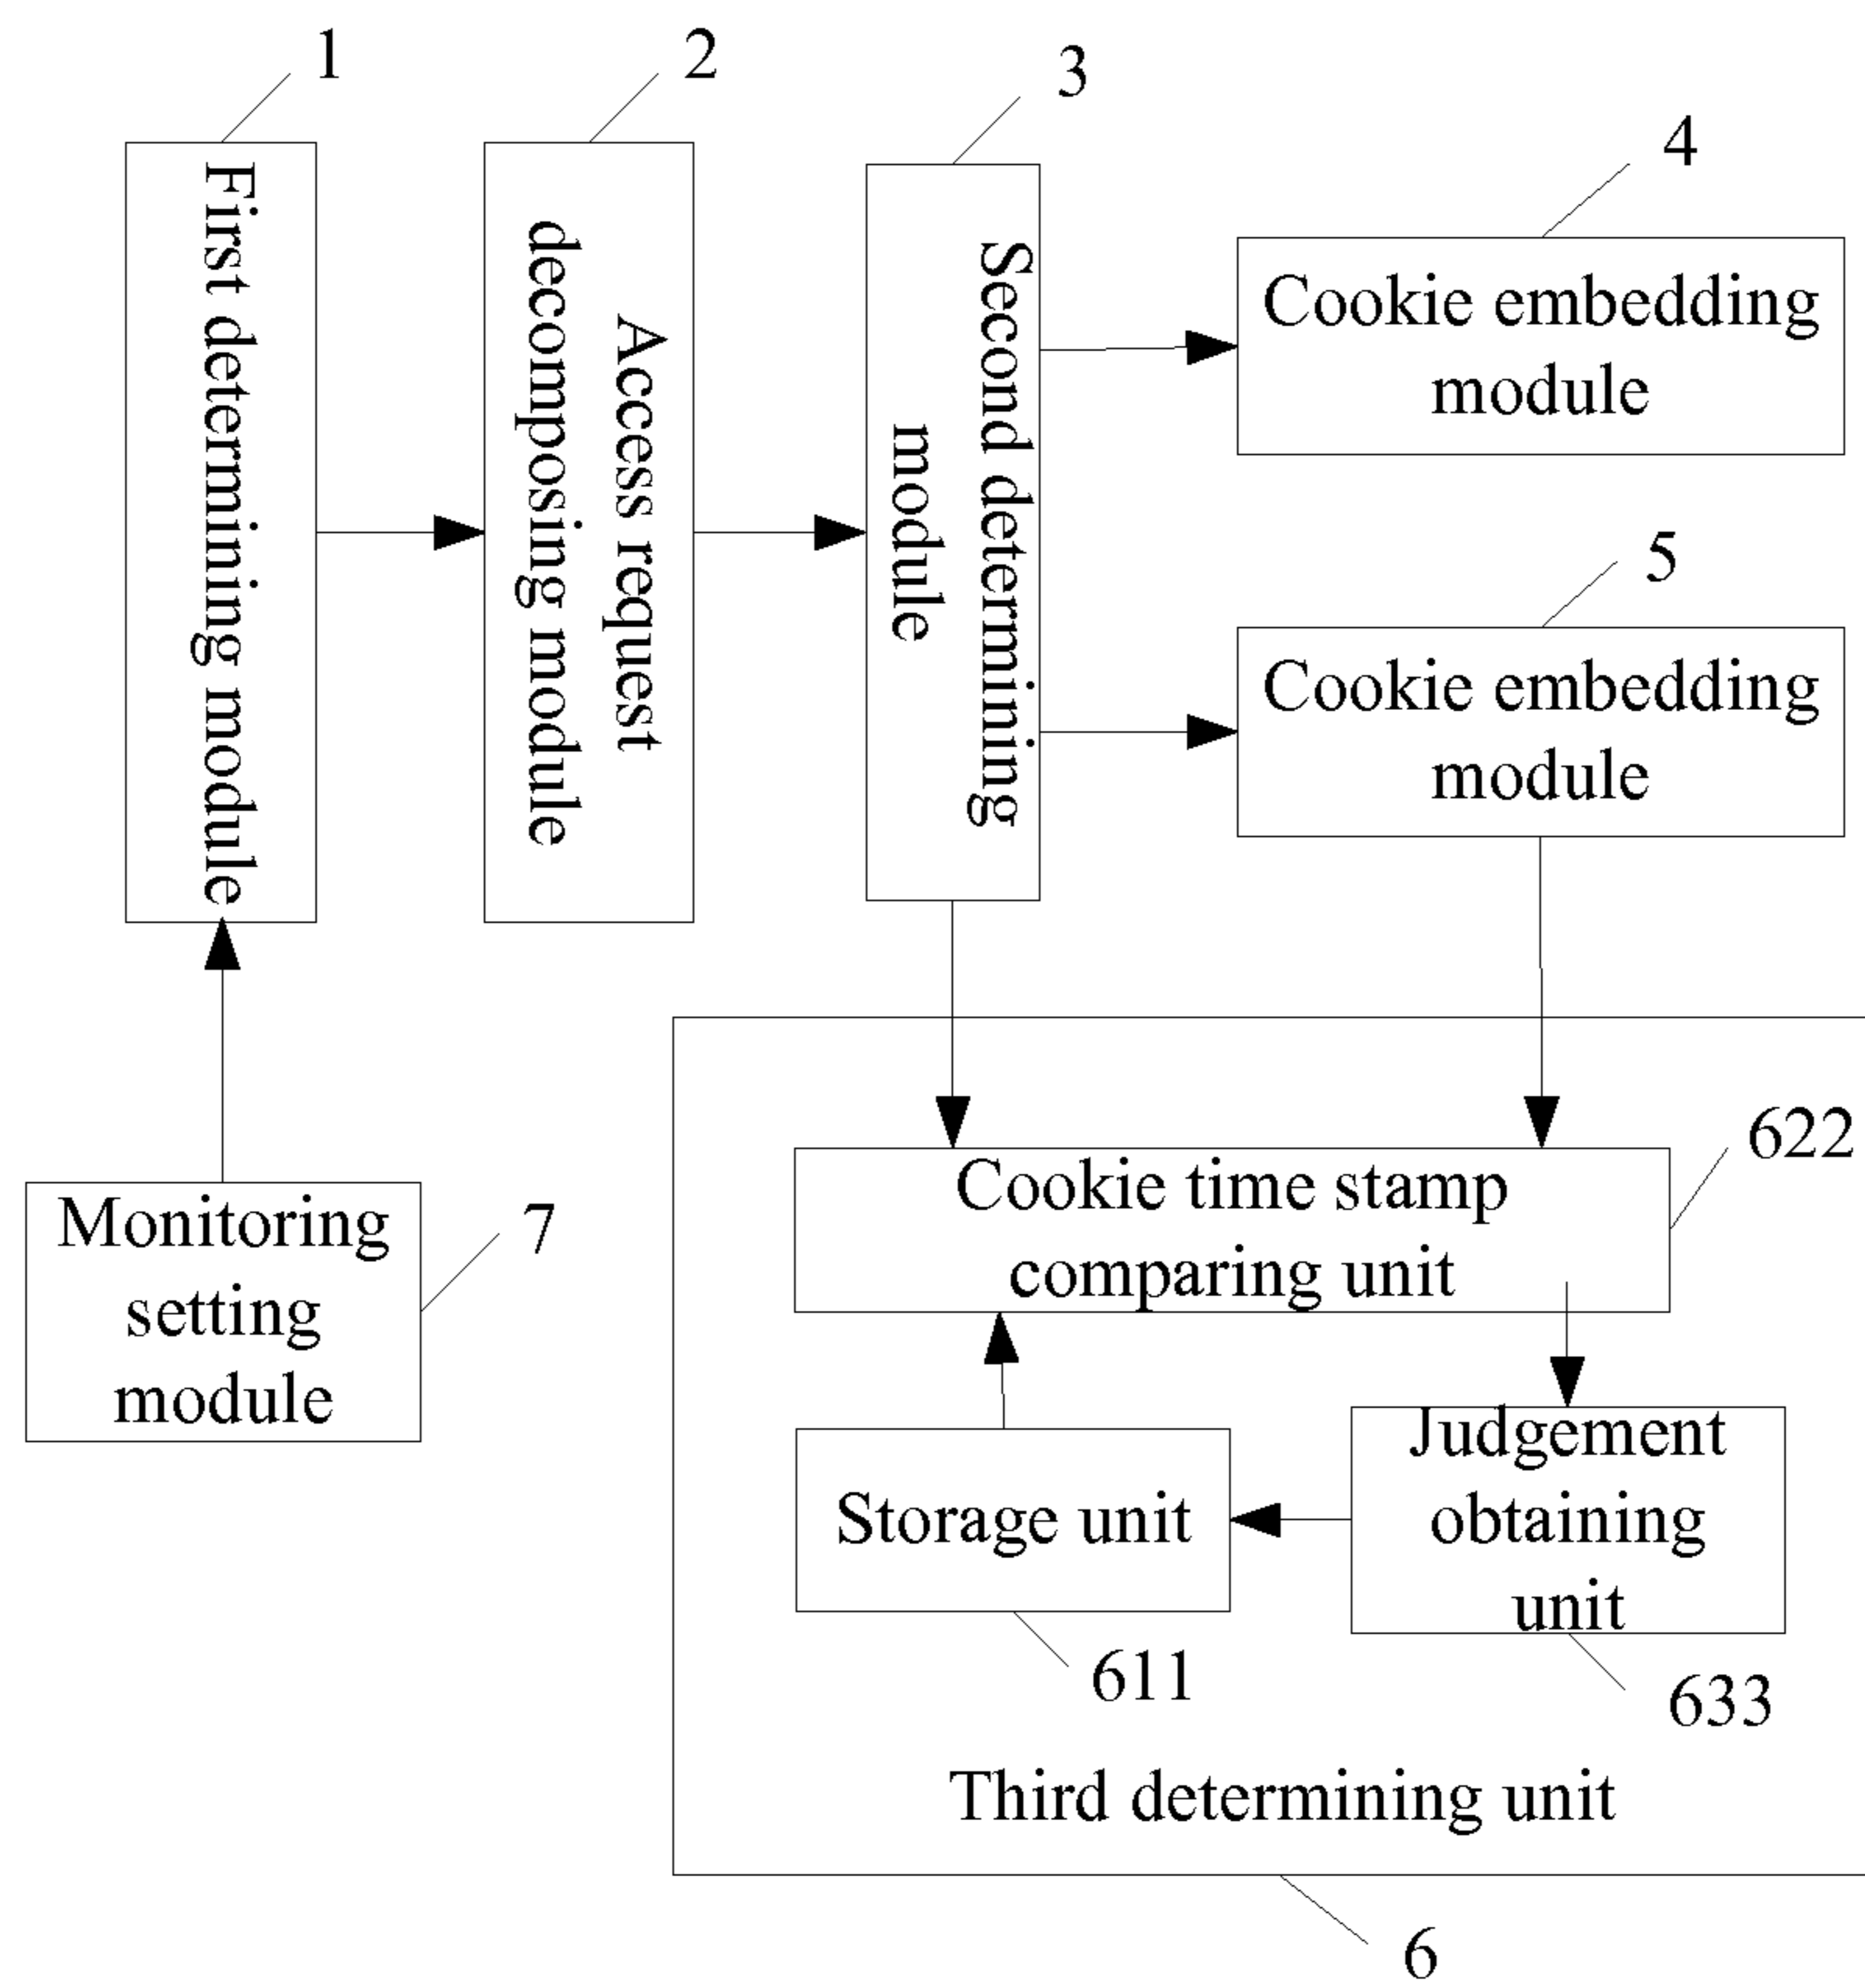 1
First determining module
2
Access request
decomposing module
3
Second determining
module
4
Cookie embedding
module
5
Cookie embedding
module
Monitoring
setting
module
7
622
Cookie time stamp
comparing unit
Storage unit
611
Judgement
obtaining
unit
633
Third determining unit
6